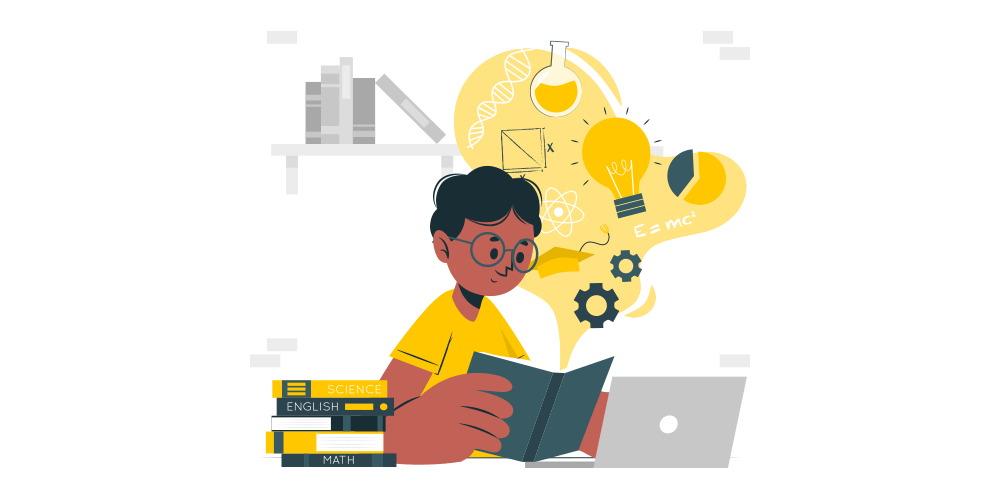 X
Y
E = mc²
SCIENCE
ENGLISH
MATH